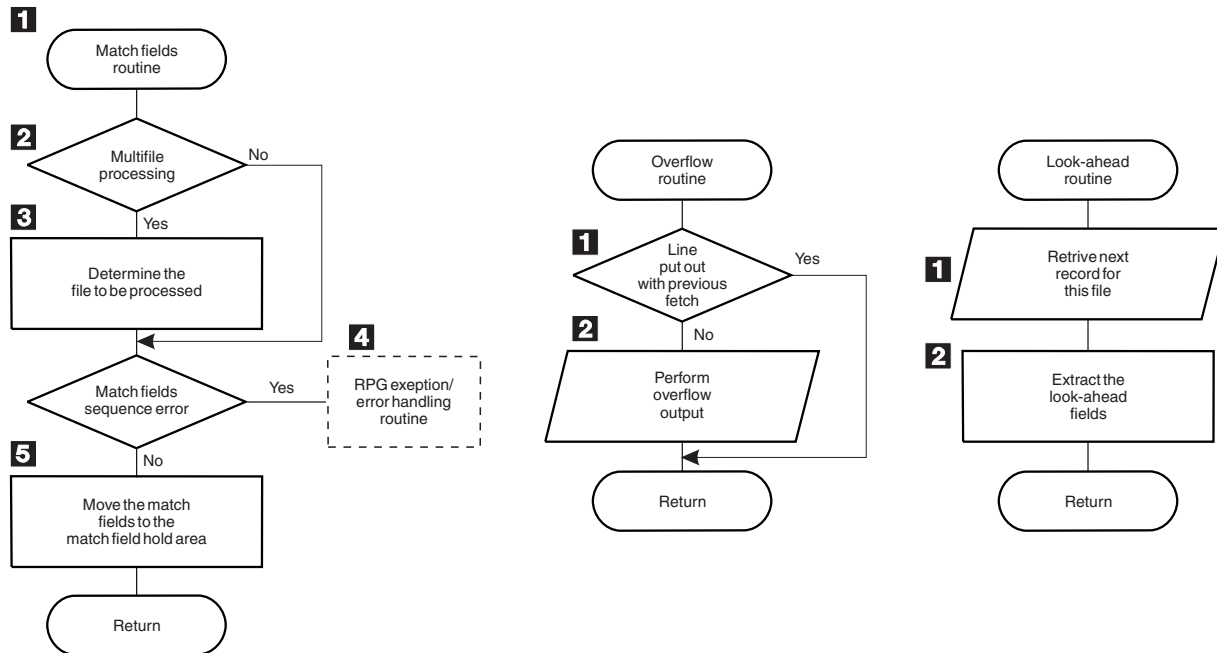 1
Match fields
routine
2
Multifile
processing
No
Yes
3
Determine the
file to be processed
4
Match fields
sequence error
Yes
RPG exeption/
error handling
routine
No
5
Move the match
fields to the
match field hold area
Return
Overflow
routine
1
Line
put out
with previous
fetch
Yes
No
2
Perform
overflow
output
Return
Look-ahead
routine
1
Retrive next
record for
this file
2
Extract the
look-ahead
fields
Return